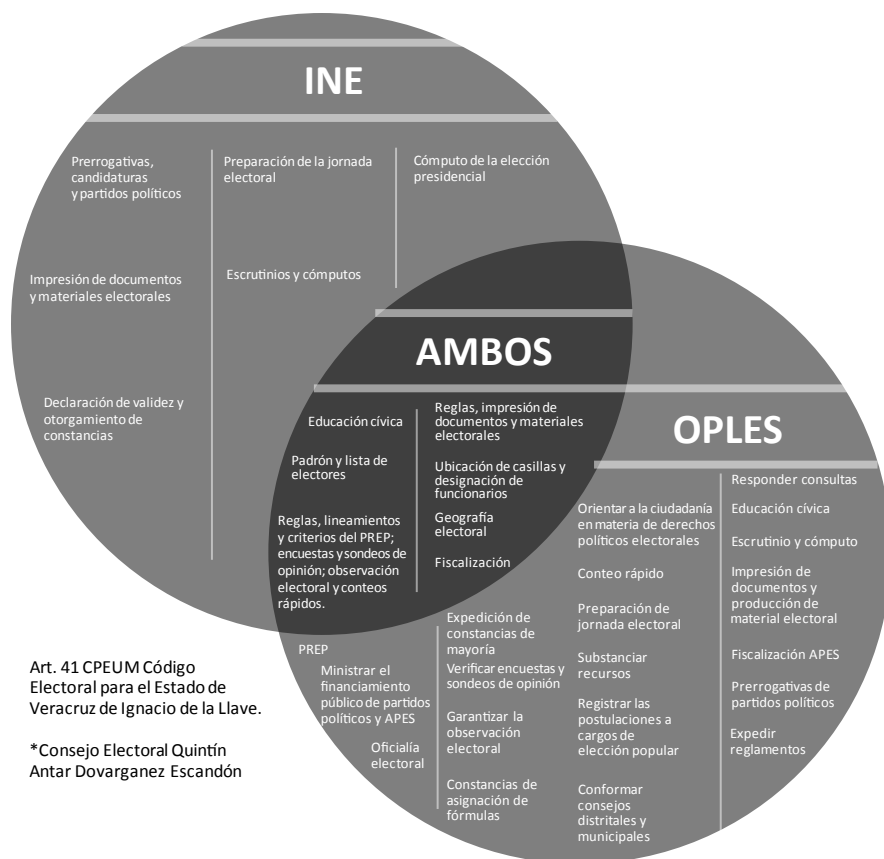 INE
Prerrogativas,
candidaturas
y partidos políticos
Impresión de documentos
y materiales electorales
Declaración de validez y
otorgamiento de
constancias
Preparación de la jornada
electoral
Escrutinios y cómputos
Cómputo de la elección
presidencial
AMBOS
Educación cívica
Padrón y lista de
electores
Reglas, lineamientos
y criterios del PREP;
encuestas y sondeos de
opinión; observación
electoral y conteos
rápidos.
Reglas, impresión de
documentos y materiales
electorales
Ubicación de casillas y
designación de
funcionarios
Geografía
electoral
Fiscalización
OPLES
PREP
Ministrar el
financiamiento
público de partidos
políticos y APES
Oficialía
electoral
Expedición de
constancias de
mayoría
Verificar encuestas y
sondeos de opinión
Garantizar la
observación
electoral
Constancias de
asignación de
fórmulas
Orientar a la ciudadanía
en materia de derechos
políticos electorales
Conteo rápido
Preparación de
jornada electoral
Substanciar
recursos
Registrar las
postulaciones a
cargos de
elección popular
Conformar
consejos
distritales y
municipales
Responder consultas
Educación cívica
Escrutinio y cómputo
Impresión de
documentos y
producción de
material electoral
Fiscalización APES
Prerrogativas de
partidos políticos
Expedir
reglamentos
Art. 41 CPEUM Código
Electoral para el Estado de
Veracruz de Ignacio de la Llave.
*Consejo Electoral Quintín
Antar Dovarganez Escandón